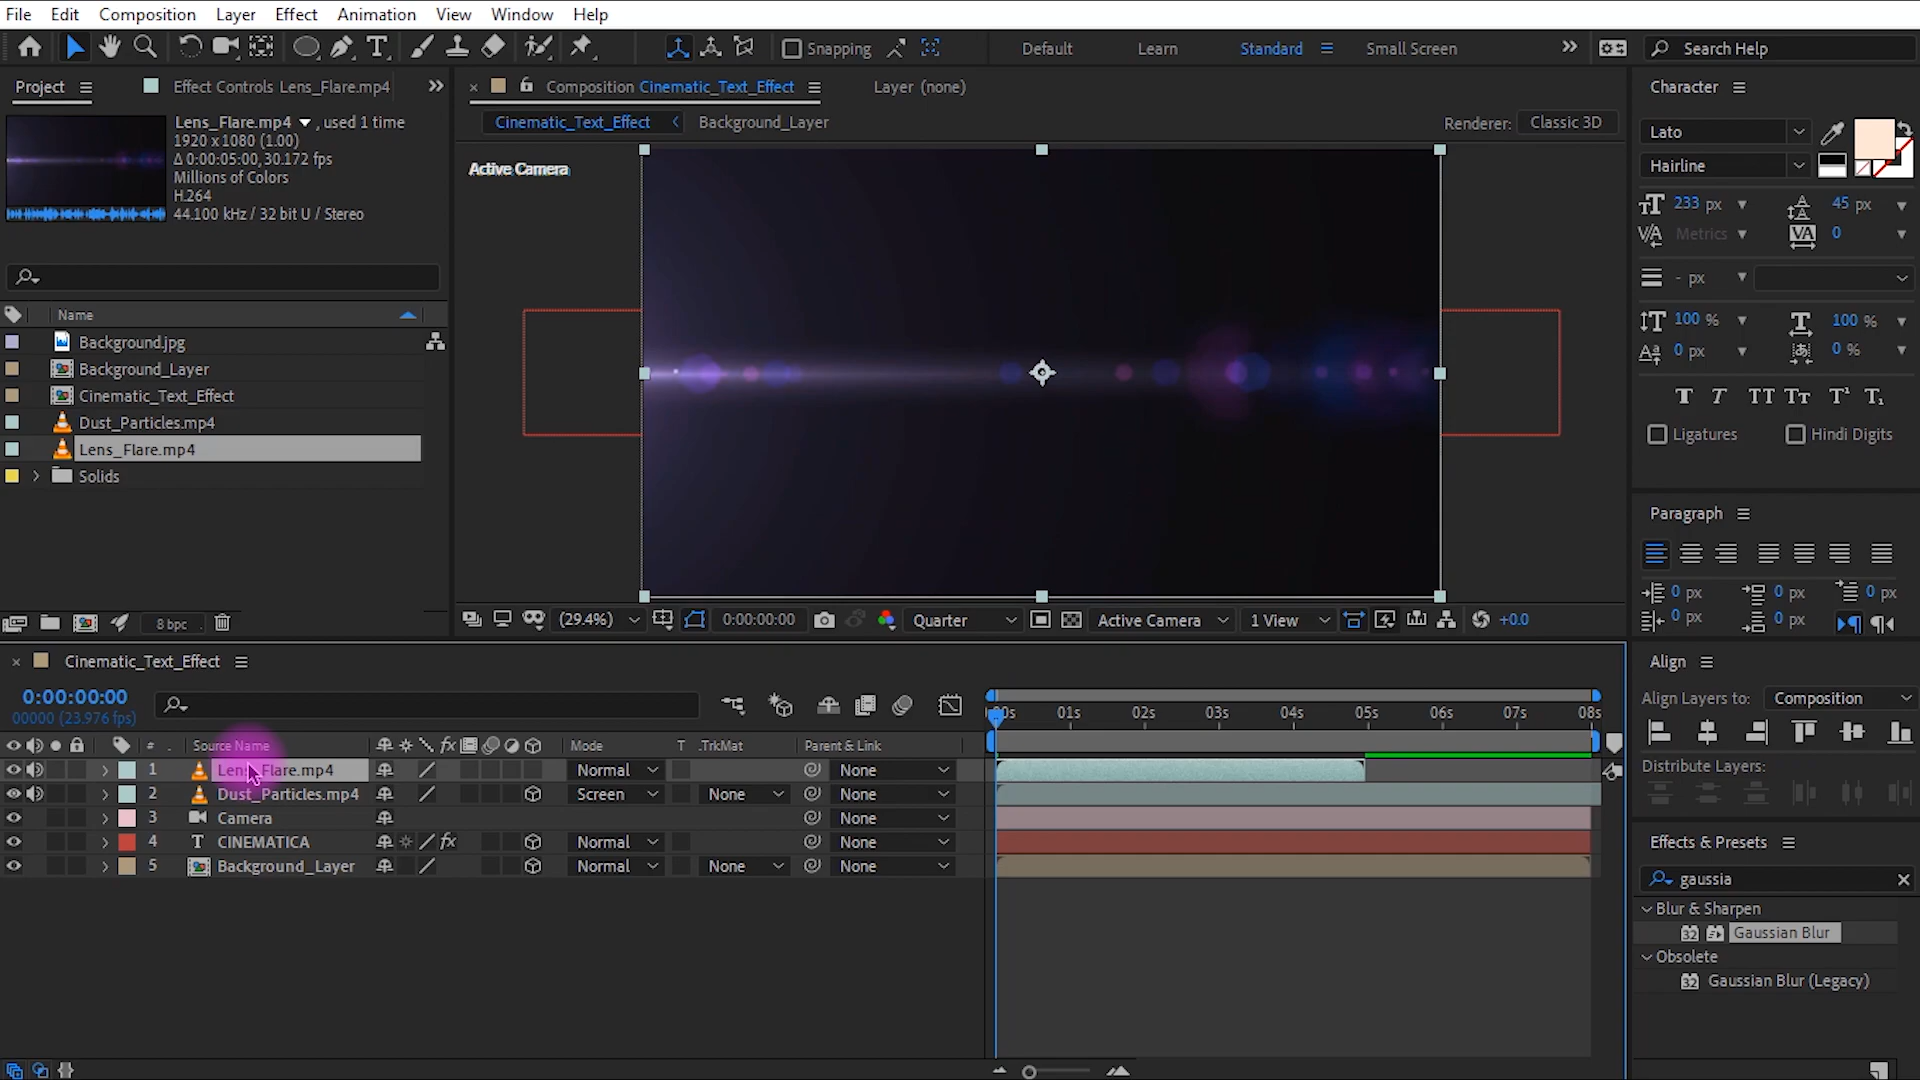 File Edit Composition Layer Effect Animation View Window Help
Snapping Default Learn Standard Small Screen Search Help
Project Effect Controls Lens_Flare.mp4
Lens_Flare.mp4 , used 1 time
1920 x 1080 (1.00)
Δ 0:00:05:00, 30.172 fps
Millions of Colors
H.264
44.100 kHz / 32 bit U / Stereo
Name
Background.jpg
Background_Layer
Cinematic_Text_Effect
Dust_Particles.mp4
Lens_Flare.mp4
Solids
8 bpc
Composition Cinematic_Text_Effect Layer (none)
Cinematic_Text_Effect Background_Layer Renderer: Classic 3D
Active Camera
(29.4%) 0:00:00:00 Quarter Active Camera 1 View +0.0
Character
Lato
Hairline
233 px 45 px
Metrics 0
- px
100 % 100 %
0 px 0 %
Ligatures Hindi Digits
Paragraph
0 px 0 px 0 px
0 px 0 px
Align
Align Layers to: Composition
Distribute Layers:
Effects & Presets
gaussia
Blur & Sharpen
32 Gaussian Blur
Obsolete
32 Gaussian Blur (Legacy)
Cinematic_Text_Effect
0:00:00:00
00000 (23.976 fps)
01s 02s 03s 04s 05s 06s 07s 08s
# Source Name fx Mode T .TrkMat Parent & Link
1 Lens_Flare.mp4 Normal None
2 Dust_Particles.mp4 Screen None None
3 Camera None
4 CINEMATICA fx Normal None
5 Background_Layer Normal None None